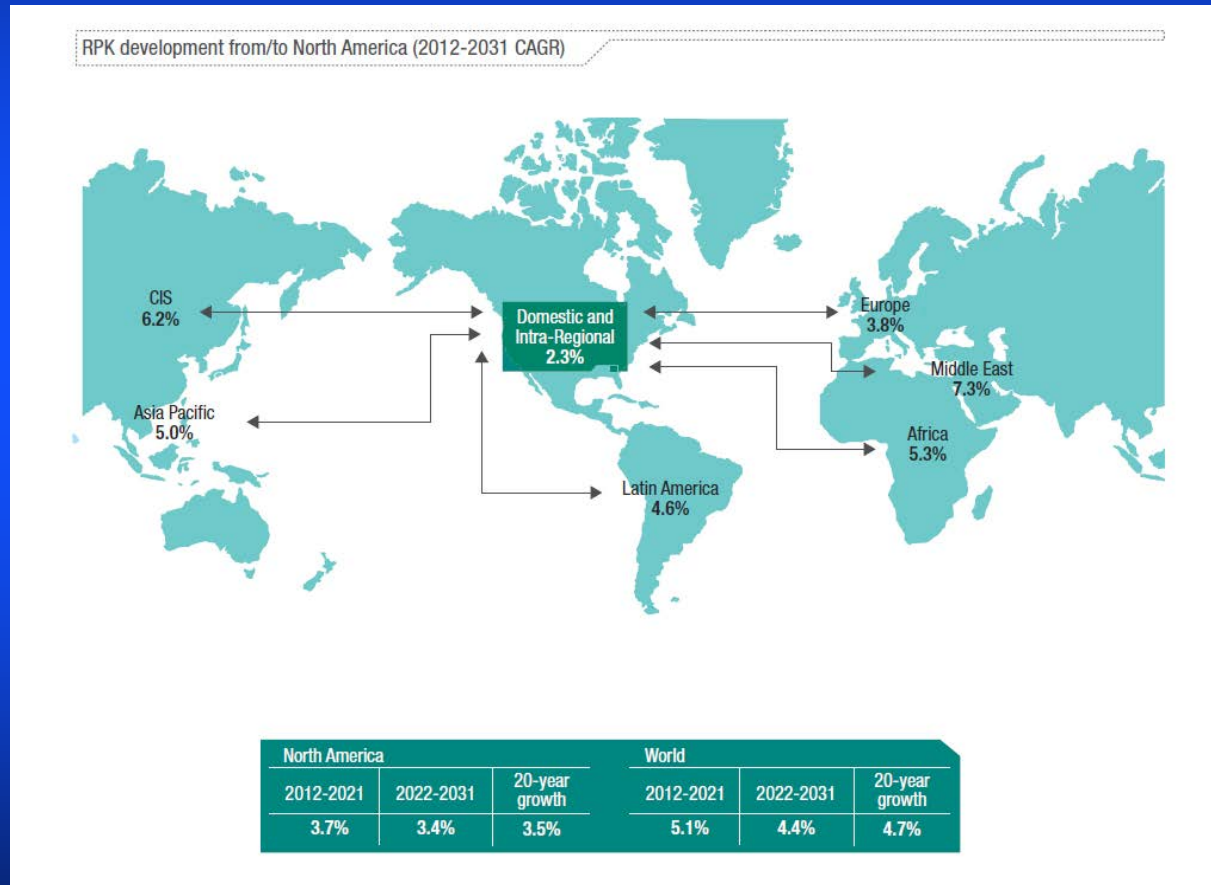 RPK development from/to North America (2012-2031 CAGR)
CIS
6.2%
Domestic and
Intra-Regional
2.3%
Europe
3.8%
Middle East
7.3%
Asia Pacific
5.0%
Africa
5.3%
Latin America
4.6%
North America
2012-2021 2022-2031 20-year
growth
3.7% 3.4% 3.5%
World
2012-2021 2022-2031 20-year
growth
5.1% 4.4% 4.7%